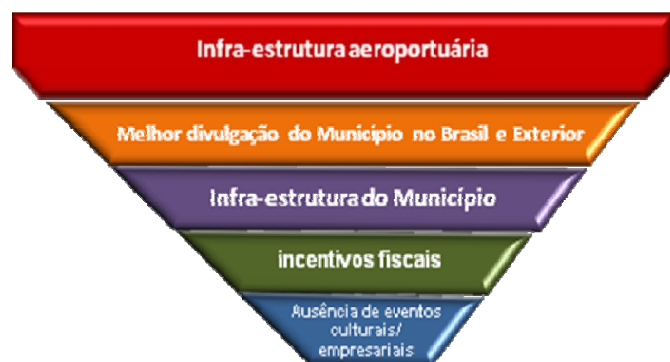 Infra-estrutura aeroportuária
Melhor divulgação do Município no Brasil e Exterior
Infra-estrutura do Município
incentivos fiscais
Ausência de eventos
culturais/
empresariais